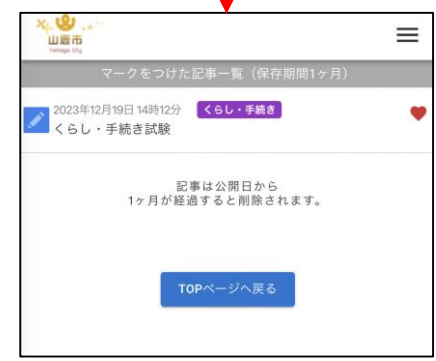 山鹿市
Yamaga City
マークをつけた記事一覧（保存期間1ヶ月）
2023年12月19日 14時12分 くらし・手続き
くらし・手続き試験
記事は公開日から
1ヶ月が経過すると削除されます。
TOPページへ戻る